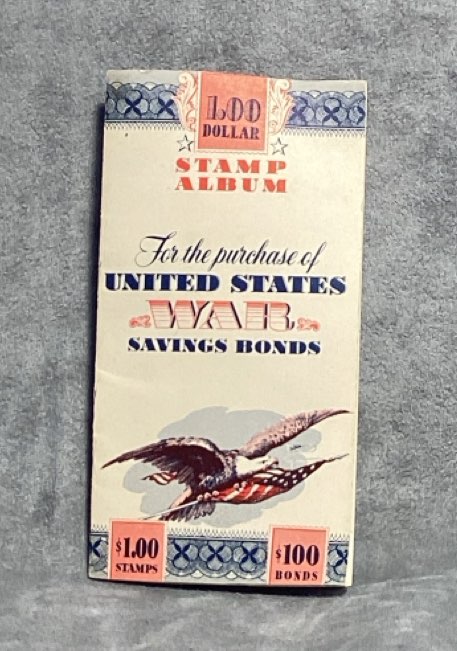 1.00
DOLLAR
STAMP
ALBUM
For the purchase of
UNITED STATES
WAR
SAVINGS BONDS
$1.00
STAMPS
$100
BONDS